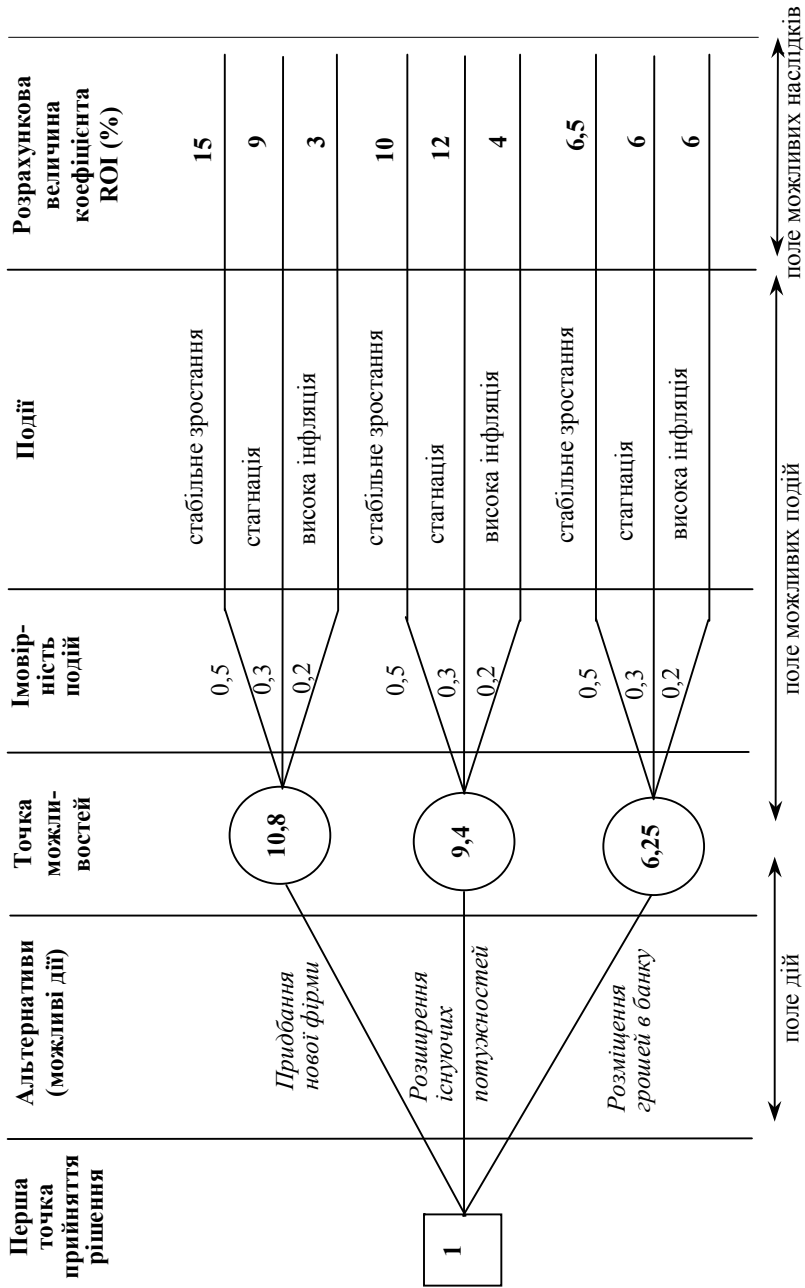 Перша
точка
прийняття
рішення
Альтернативи
(можливі дії)
Точка
можли-
востей
Імовір-
ність
подій
Події
Розрахункова
величина
коефіцієнта
ROI (%)
1
Придбання
нової фірми
10,8
0,5
0,3
0,2
стабільне зростання
стагнація
висока інфляція
15
9
3
Розширення
існуючих
потужностей
9,4
0,5
0,3
0,2
стабільне зростання
стагнація
висока інфляція
10
12
4
Розміщення
грошей в банку
6,25
0,5
0,3
0,2
стабільне зростання
стагнація
висока інфляція
6,5
6
6
поле дій
поле можливих подій
поле можливих наслідків